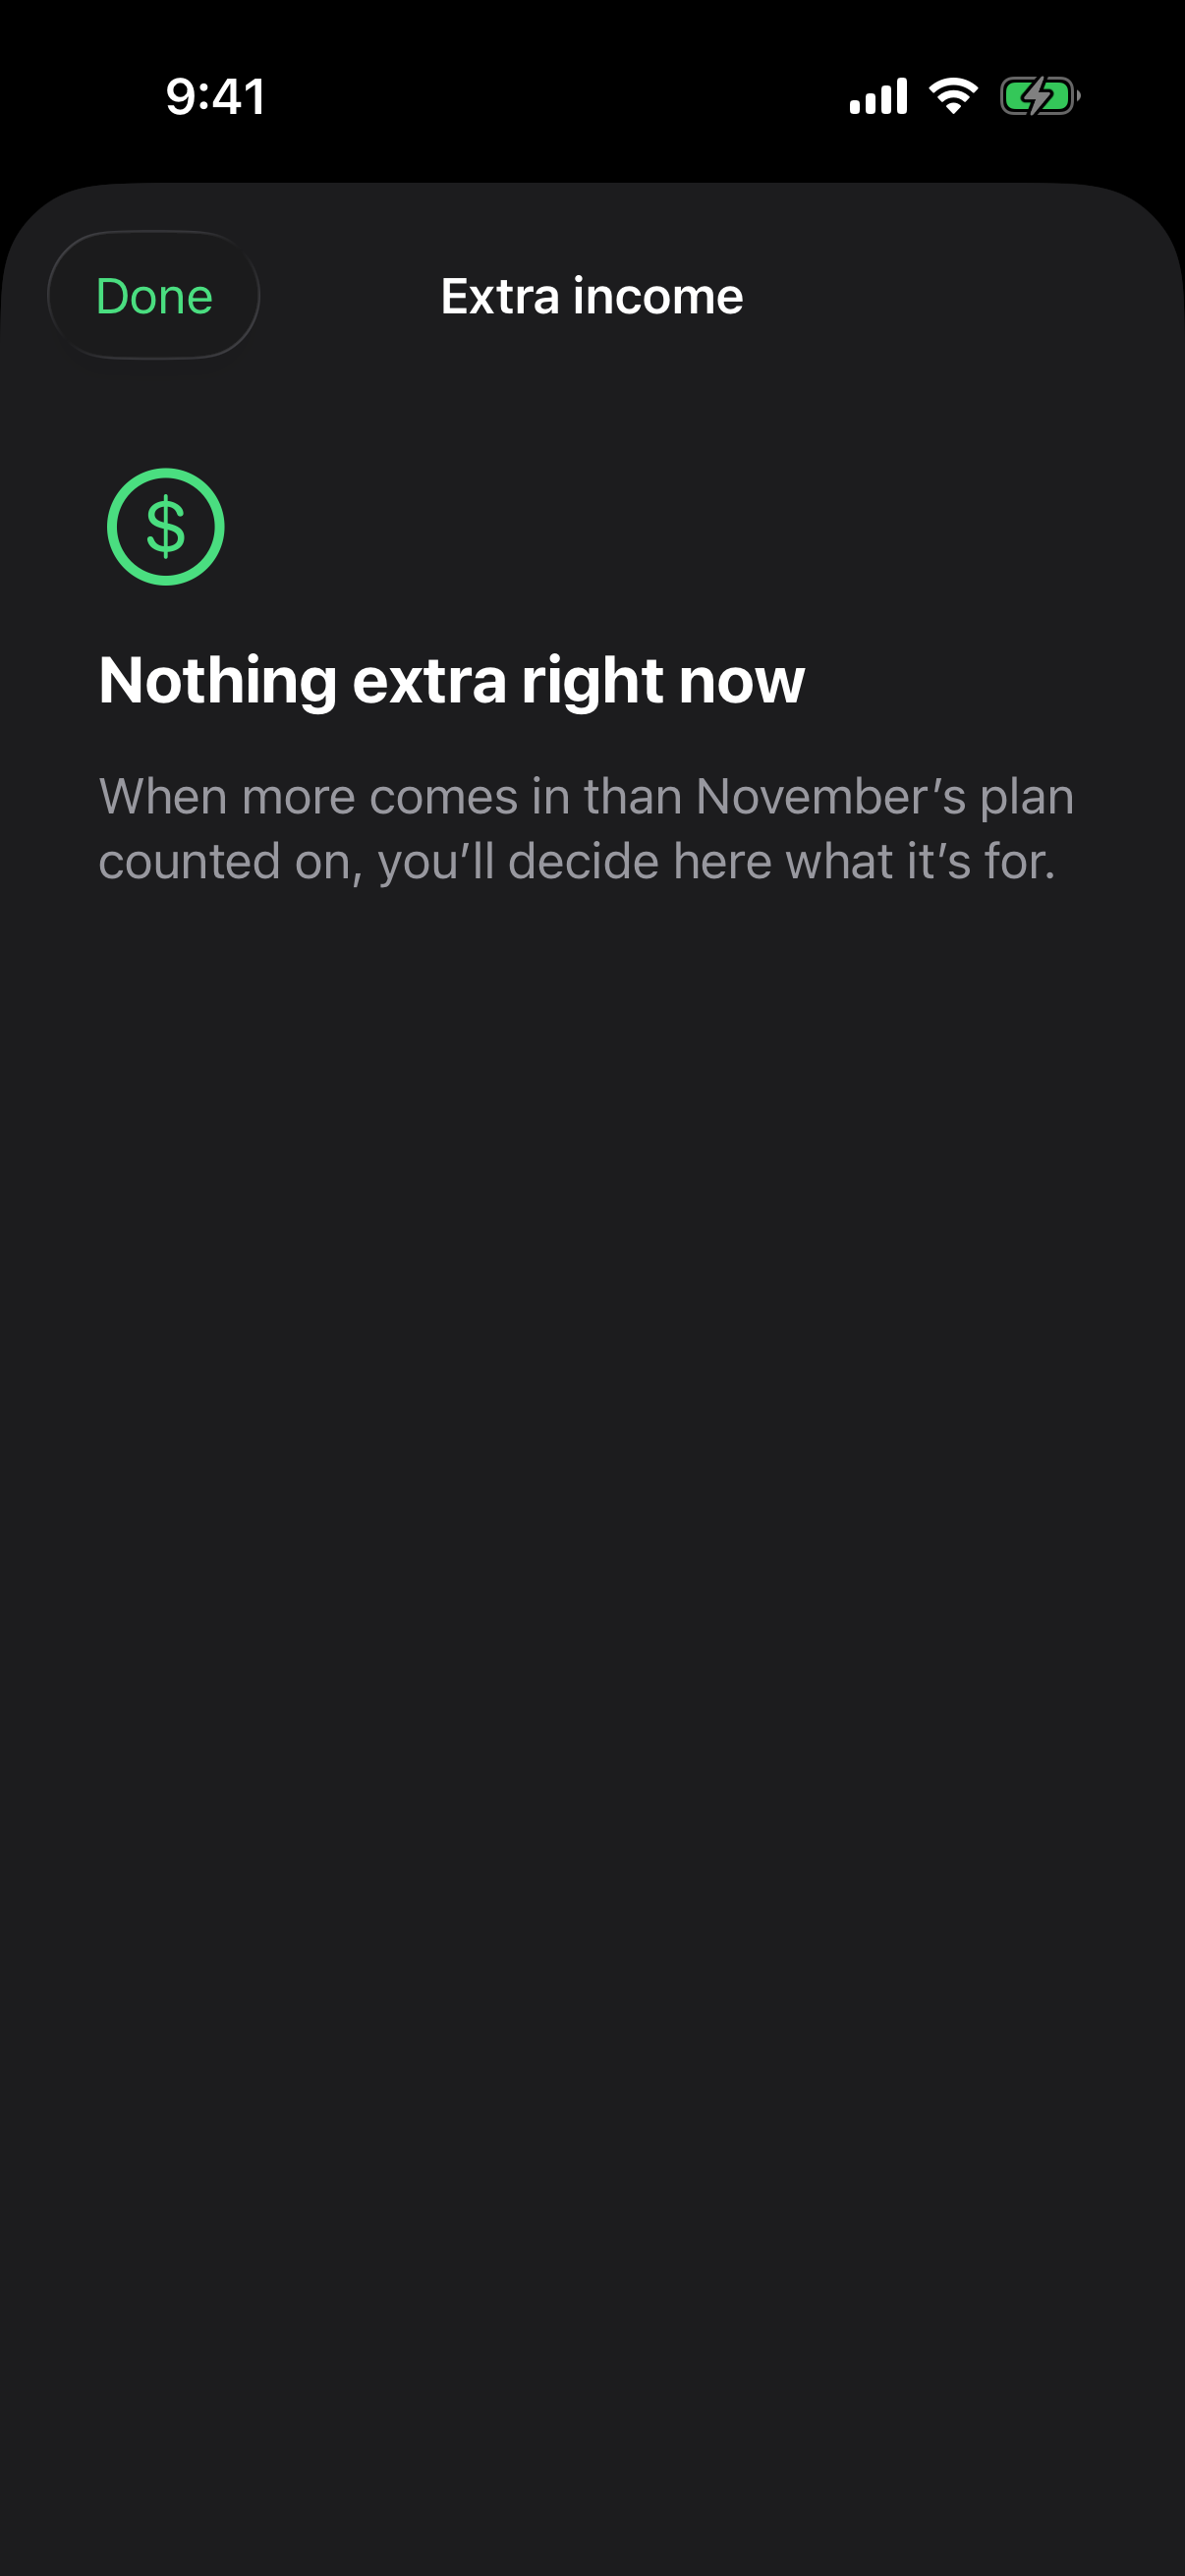 9:41
Done
Extra income
$
Nothing extra right now
When more comes in than November’s plan
counted on, you’ll decide here what it’s for.